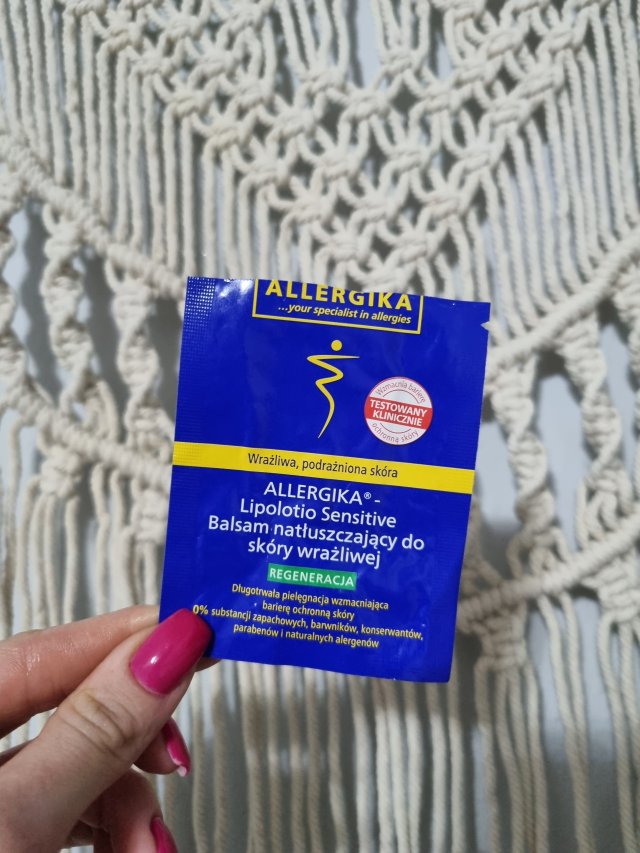 ALLERGIKA
...your specialist in allergies
Wzmacnia barierę
TESTOWANY
KLINICZNIE
ochronną skóry
Wrażliwa, podrażniona skóra
ALLERGIKA®-
Lipolotio Sensitive
Balsam natłuszczający do
skóry wrażliwej
REGENERACJA
Długotrwała pielęgnacja wzmacniająca
barierę ochronną skóry
0% substancji zapachowych, barwników, konserwantów,
parabenów i naturalnych alergenów